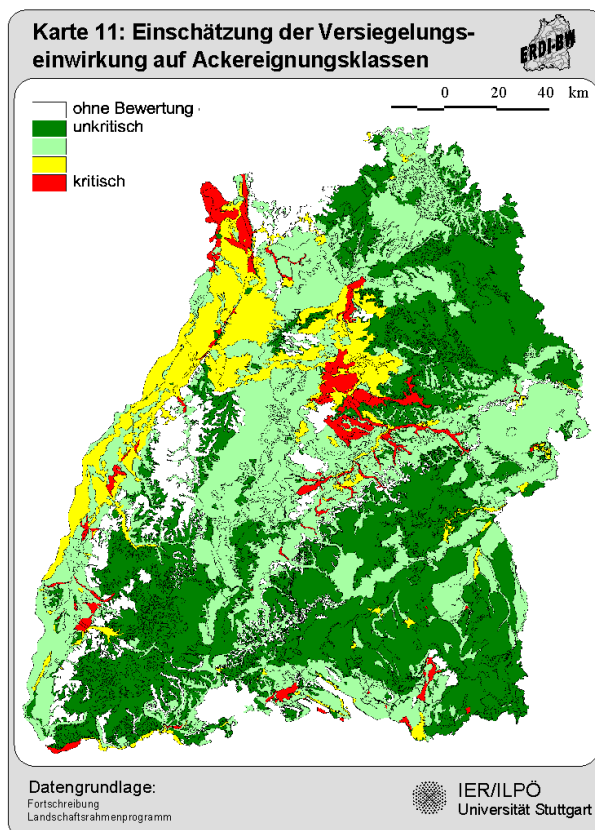 Karte 11: Einschätzung der Versiegelungs-
einwirkung auf Ackereignungsklassen
ERDI-BW
ohne Bewertung
unkritisch
kritisch
0 20 40 km
Datengrundlage:
Fortschreibung
Landschaftsrahmenprogramm
IER/ILPÖ
Universität Stuttgart